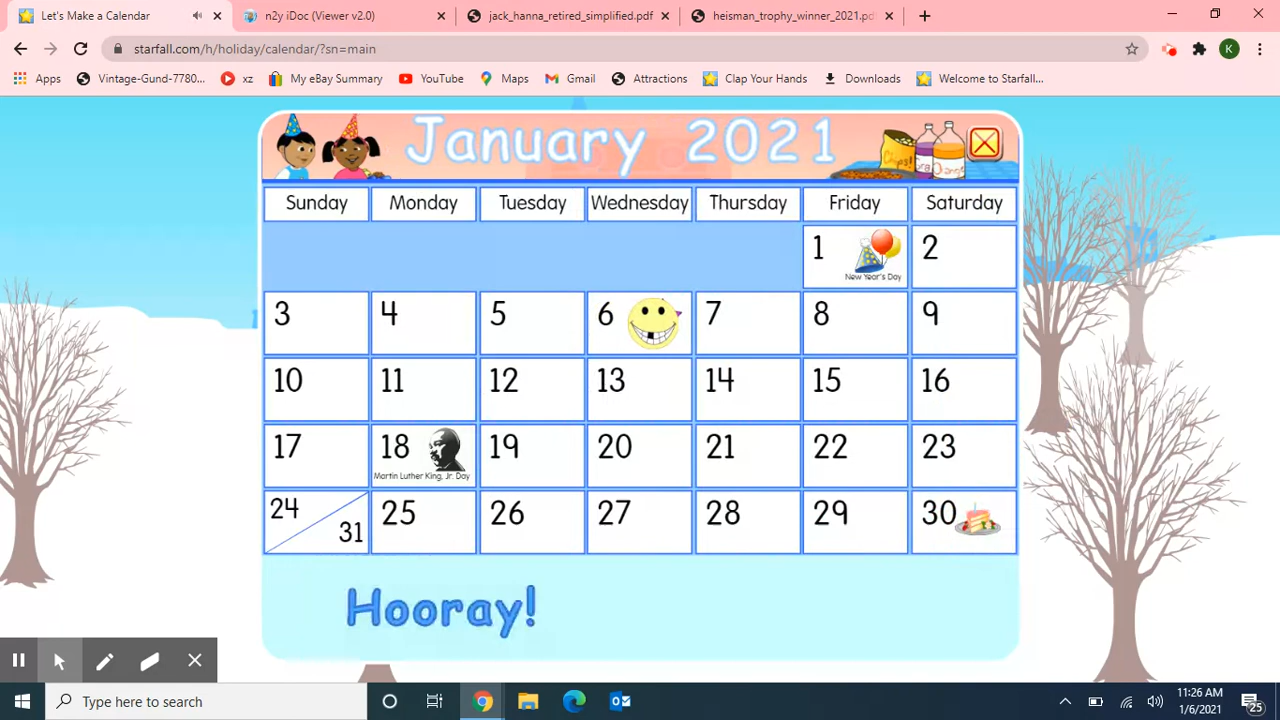 Let's Make a Calendar
n2y iDoc (Viewer v2.0)
jack_hanna_retired_simplified.pdf
heisman_trophy_winner_2021.pd
starfall.com/h/holiday/calendar/?sn=main
K
Apps
Vintage-Gund-7780...
xz
My eBay Summary
YouTube
Maps
Gmail
Attractions
Clap Your Hands
Downloads
Welcome to Starfall...
January 2021
Chips!
Orange
Sunday Monday Tuesday Wednesday Thursday Friday Saturday
1 2
New Year's Day
3 4 5 6 7 8 9
10 11 12 13 14 15 16
17 18 19 20 21 22 23
Martin Luther King, Jr. Day
24 31 25 26 27 28 29 30
Hooray!
Type here to search
11:26 AM
1/6/2021
25